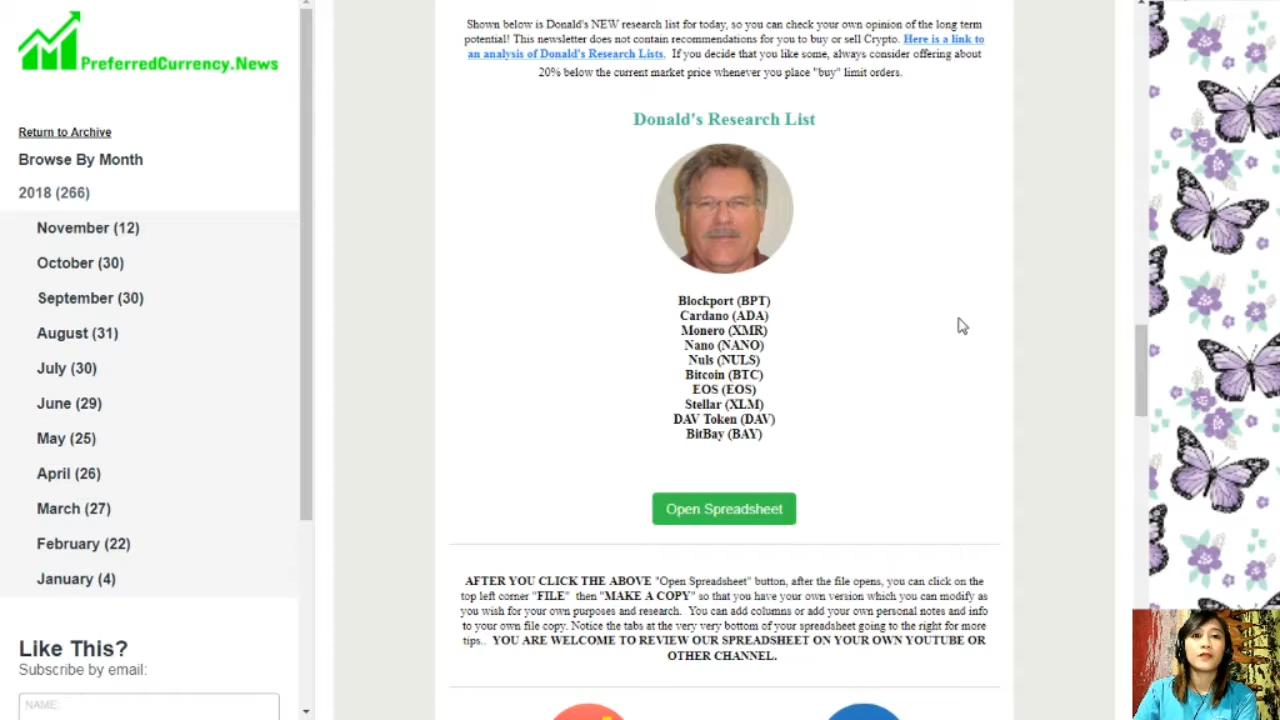 PreferredCurrency.News
Return to Archive
Browse By Month
2018 (266)
November (12)
October (30)
September (30)
August (31)
July (30)
June (29)
May (25)
April (26)
March (27)
February (22)
January (4)
Like This?
Subscribe by email:
NAME:
Shown below is Donald's NEW research list for today, so you can check your own opinion of the long term
potential! This newsletter does not contain recommendations for you to buy or sell Crypto. Here is a link to
an analysis of Donald's Research Lists. If you decide that you like some, always consider offering about
20% below the current market price whenever you place "buy" limit orders.
Donald's Research List
Blockport (BPT)
Cardano (ADA)
Monero (XMR)
Nano (NANO)
Nuls (NULS)
Bitcoin (BTC)
EOS (EOS)
Stellar (XLM)
DAV Token (DAV)
BitBay (BAY)
Open Spreadsheet
AFTER YOU CLICK THE ABOVE "Open Spreadsheet" button, after the file opens, you can click on the
top left corner "FILE" then "MAKE A COPY" so that you have your own version which you can modify as
you wish for your own purposes and research. You can add columns or add your own personal notes and info
to your own file copy. Notice the tabs at the very very bottom of your spreadsheet going to the right for more
tips.. YOU ARE WELCOME TO REVIEW OUR SPREADSHEET ON YOUR OWN YOUTUBE OR
OTHER CHANNEL.